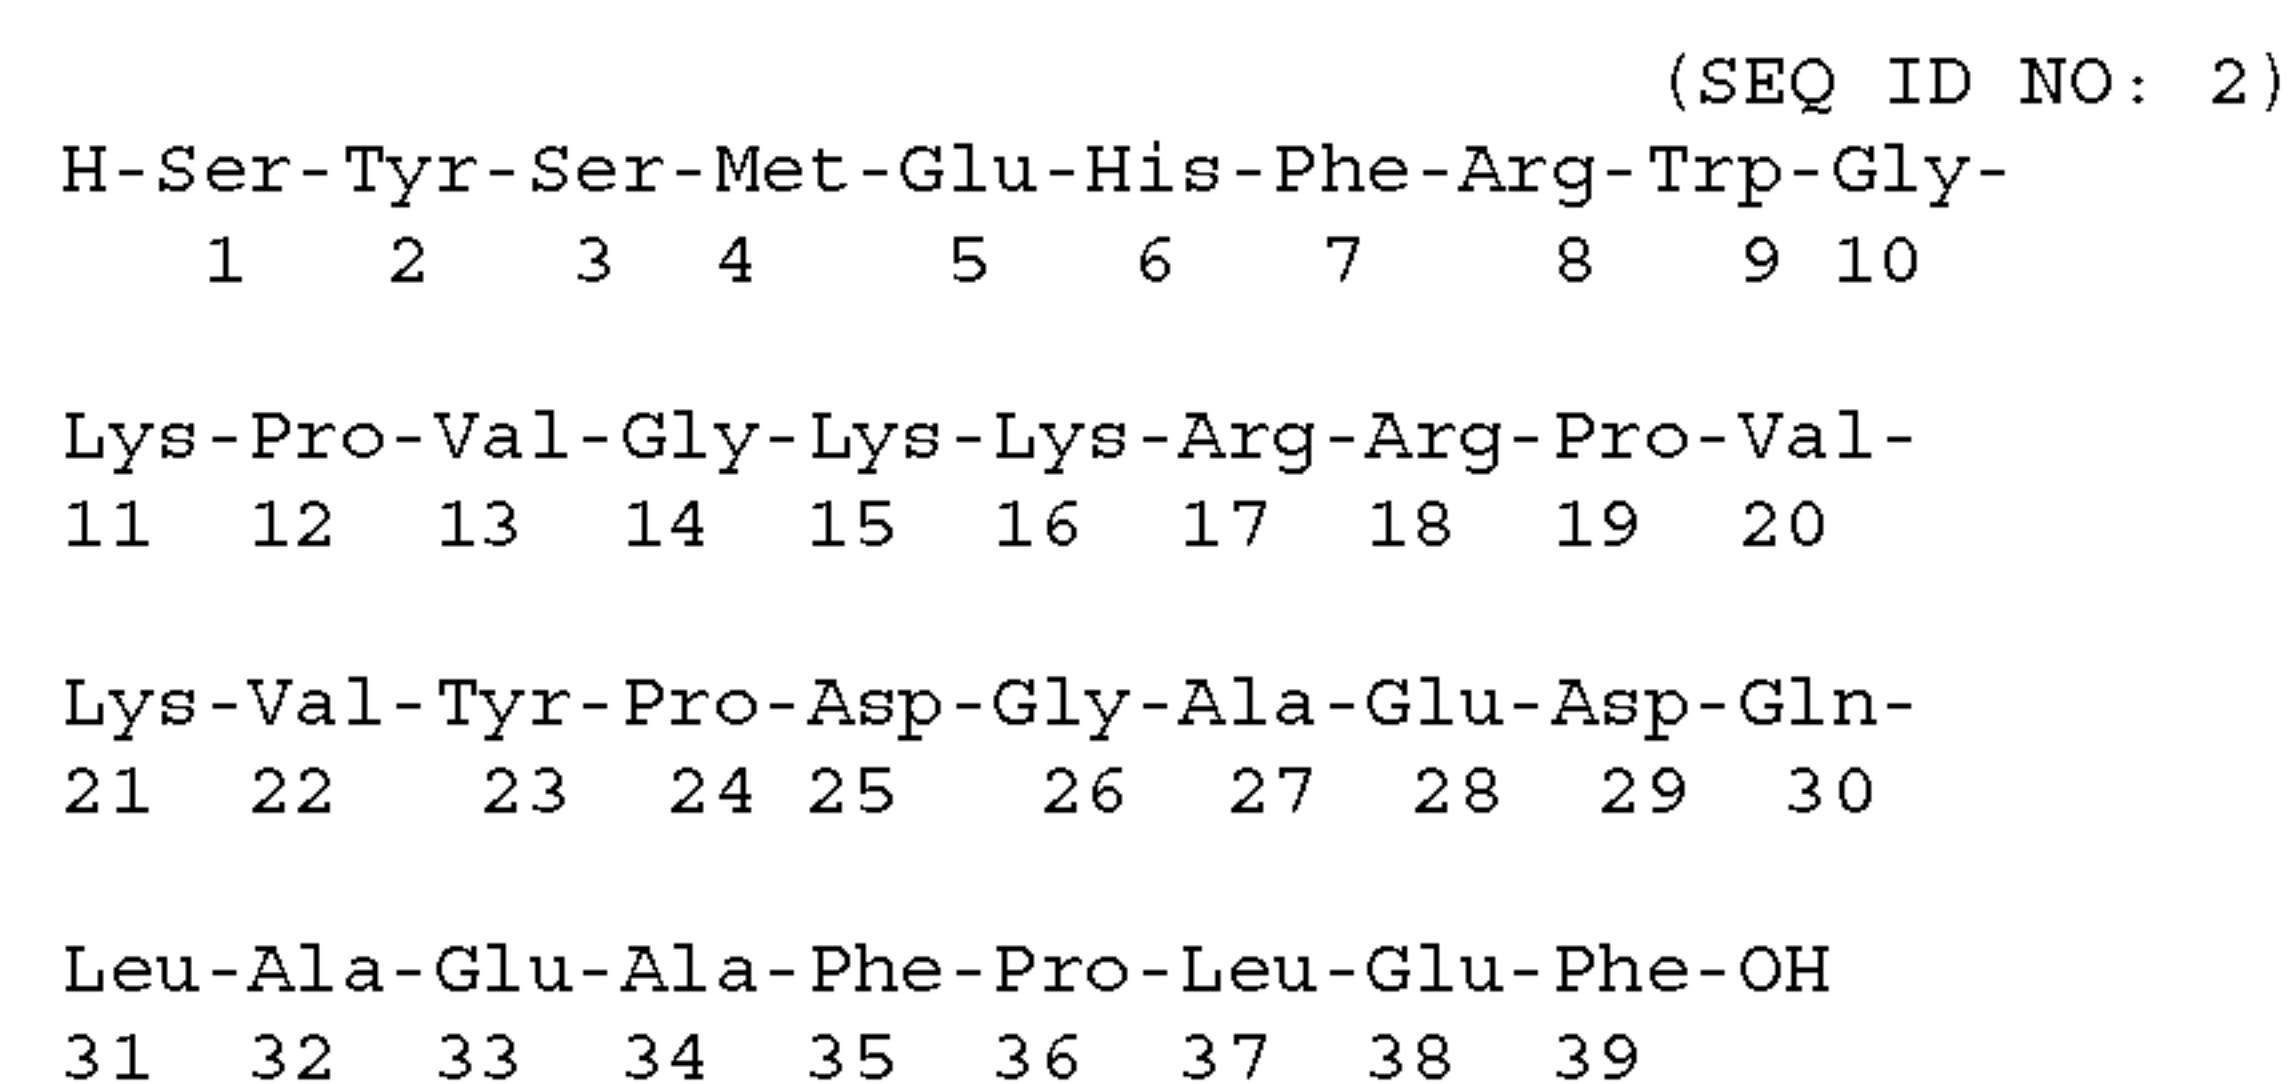 (SEQ ID NO: 2)
H-Ser-Tyr-Ser-Met-Glu-His-Phe-Arg-Trp-Gly-
1 2 3 4 5 6 7 8 9 10
Lys-Pro-Val-Gly-Lys-Lys-Arg-Arg-Pro-Val-
11 12 13 14 15 16 17 18 19 20
Lys-Val-Tyr-Pro-Asp-Gly-Ala-Glu-Asp-Gln-
21 22 23 24 25 26 27 28 29 30
Leu-Ala-Glu-Ala-Phe-Pro-Leu-Glu-Phe-OH
31 32 33 34 35 36 37 38 39